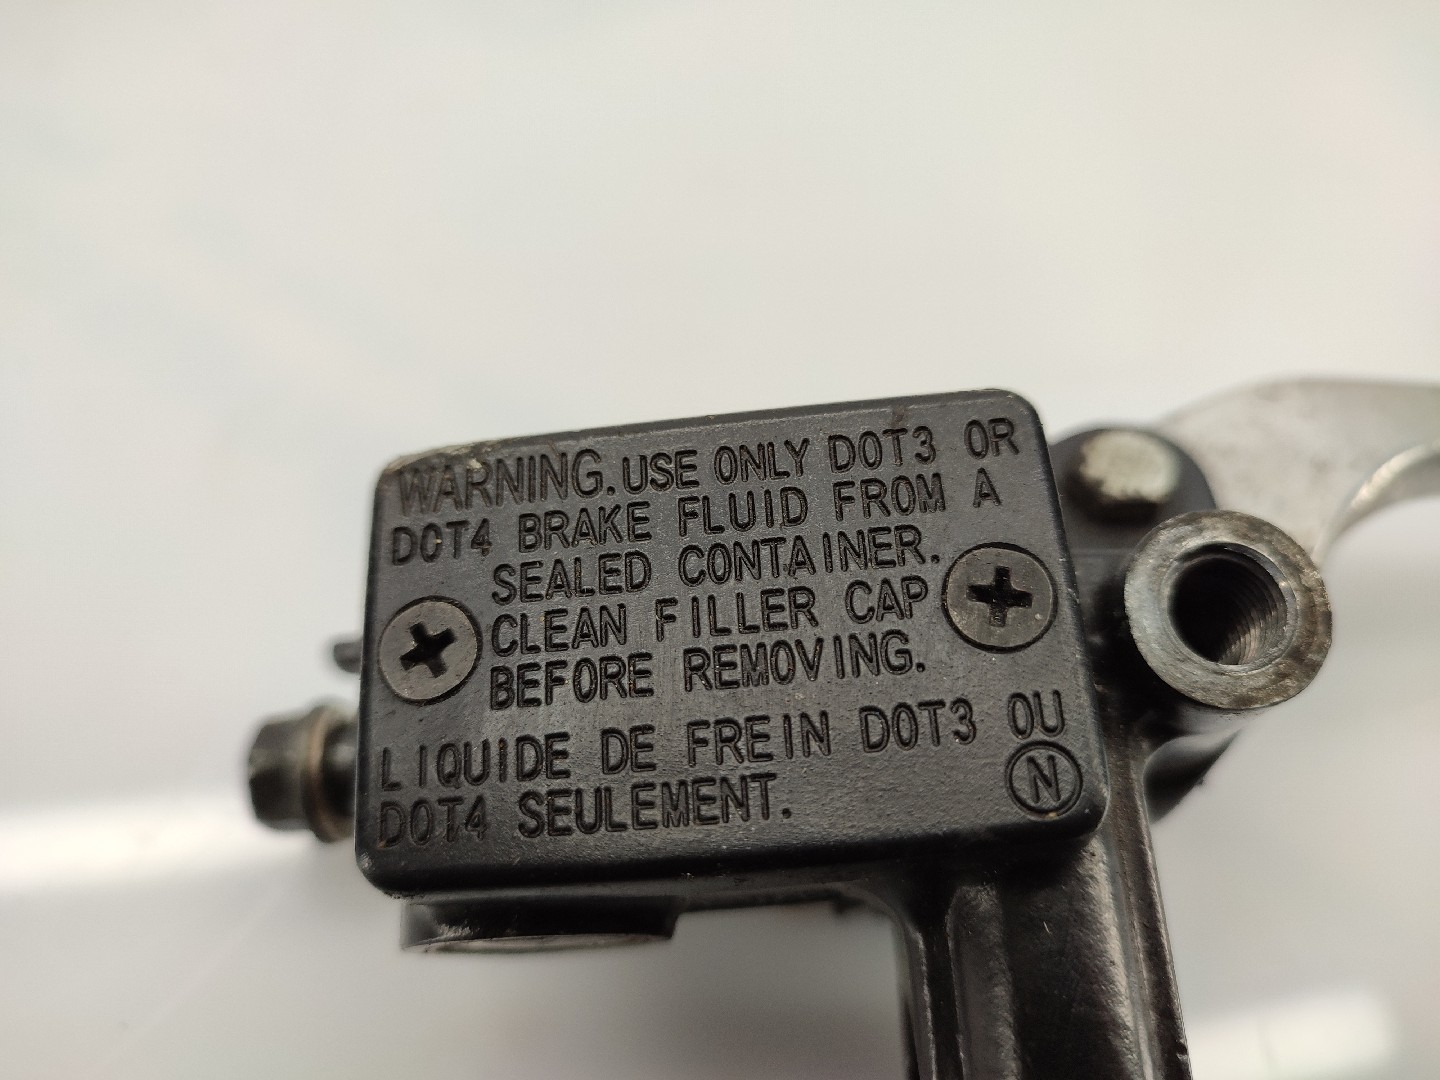 WARNING. USE ONLY DOT3 OR
DOT4 BRAKE FLUID FROM A
SEALED CONTAINER.
CLEAN FILLER CAP
BEFORE REMOVING.
LIQUIDE DE FREIN DOT3 OU
DOT4 SEULEMENT.
N